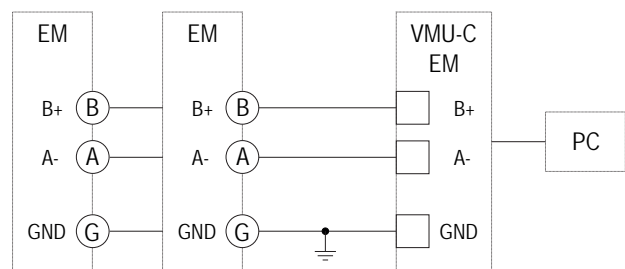 EM
EM
VMU-C
EM
B+ B
B+ B
B+
A- A
A- A
A-
PC
GND G
GND G
GND